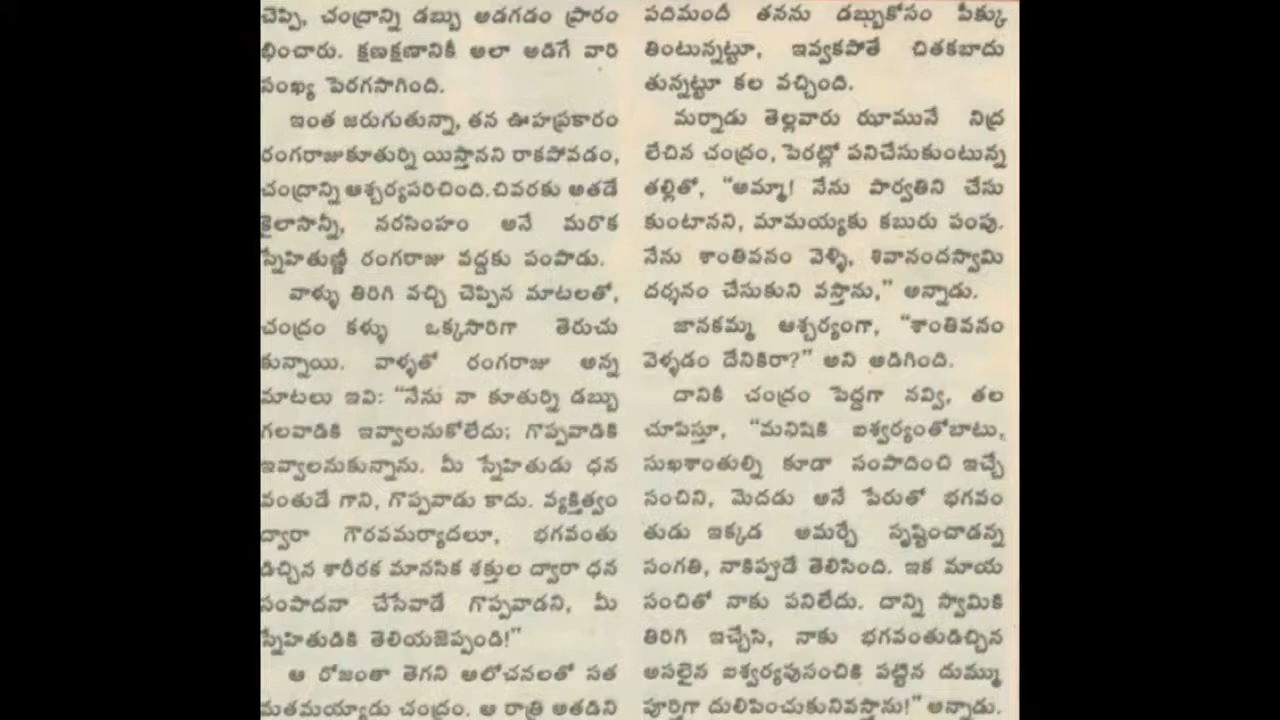 చెప్పి, చంద్రాన్ని డబ్బు అడగడం ప్రారం
భించారు. క్షణక్షణానికీ అలా అడిగే వారి
సంఖ్య పెరగసాగింది.
ఇంత జరుగుతున్నా, తన ఊహప్రకారం
రంగరాజుకూతుర్ని యిస్తానని రాకపోవడం,
చంద్రాన్ని ఆశ్చర్యపరిచింది.చివరకు అతడే
కైలాసాన్నీ, నరసింహం అనే మరొక
స్నేహితుణ్ణీ రంగరాజు వద్దకు పంపాడు.
వాళ్ళు తిరిగి వచ్చి చెప్పిన మాటలతో,
చంద్రం కళ్ళు ఒక్కసారిగా తెరుచు
కున్నాయి. వాళ్ళతో రంగరాజు అన్న
మాటలు ఇవి: “నేను నా కూతుర్ని డబ్బు
గలవాడికి ఇవ్వాలనుకోలేదు; గొప్పవాడికి
ఇవ్వాలనుకున్నాను. మీ స్నేహితుడు ధన
వంతుడే గాని, గొప్పవాడు కాదు. వ్యక్తిత్వం
ద్వారా గౌరవమర్యాదలూ, భగవంతు
డిచ్చిన శారీరక మానసిక శక్తుల ద్వారా ధన
సంపాదనా చేసేవాడే గొప్పవాడని, మీ
స్నేహితుడికి తెలియజెప్పండి!”
ఆ రోజంతా తెగని ఆలోచనలతో సత
మతమయ్యాడు చంద్రం. ఆ రాత్రి అతడిని
పదిమందీ తనను డబ్బుకోసం పీక్కు
తింటున్నట్టూ, ఇవ్వకపోతే చితకబాదు
తున్నట్టూ కల వచ్చింది.
మర్నాడు తెల్లవారు ఝామునే నిద్ర
లేచిన చంద్రం, పెరట్లో పనిచేసుకుంటున్న
తల్లితో, “అమ్మా! నేను పార్వతిని చేసు
కుంటానని, మామయ్యకు కబురు పంపు.
నేను శాంతివనం వెళ్ళి, శివానందస్వామి
దర్శనం చేసుకుని వస్తాను,” అన్నాడు.
జానకమ్మ ఆశ్చర్యంగా, “శాంతివనం
వెళ్ళడం దేనికిరా?” అని అడిగింది.
దానికి చంద్రం పెద్దగా నవ్వి, తల
చూపిస్తూ, “మనిషికి ఐశ్వర్యంతోబాటు,
సుఖశాంతుల్ని కూడా సంపాదించి ఇచ్చే
సంచిని, మెదడు అనే పేరుతో భగవం
తుడు ఇక్కడ అమర్చే సృష్టించాడన్న
సంగతి, నాకిప్పుడే తెలిసింది. ఇక మాయ
సంచితో నాకు పనిలేదు. దాన్ని స్వామికి
తిరిగి ఇచ్చేసి, నాకు భగవంతుడిచ్చిన
అసలైన ఐశ్వర్యపుసంచికి పట్టిన దుమ్ము
పూర్తిగా దులిపించుకునివస్తాను!” అన్నాడు.